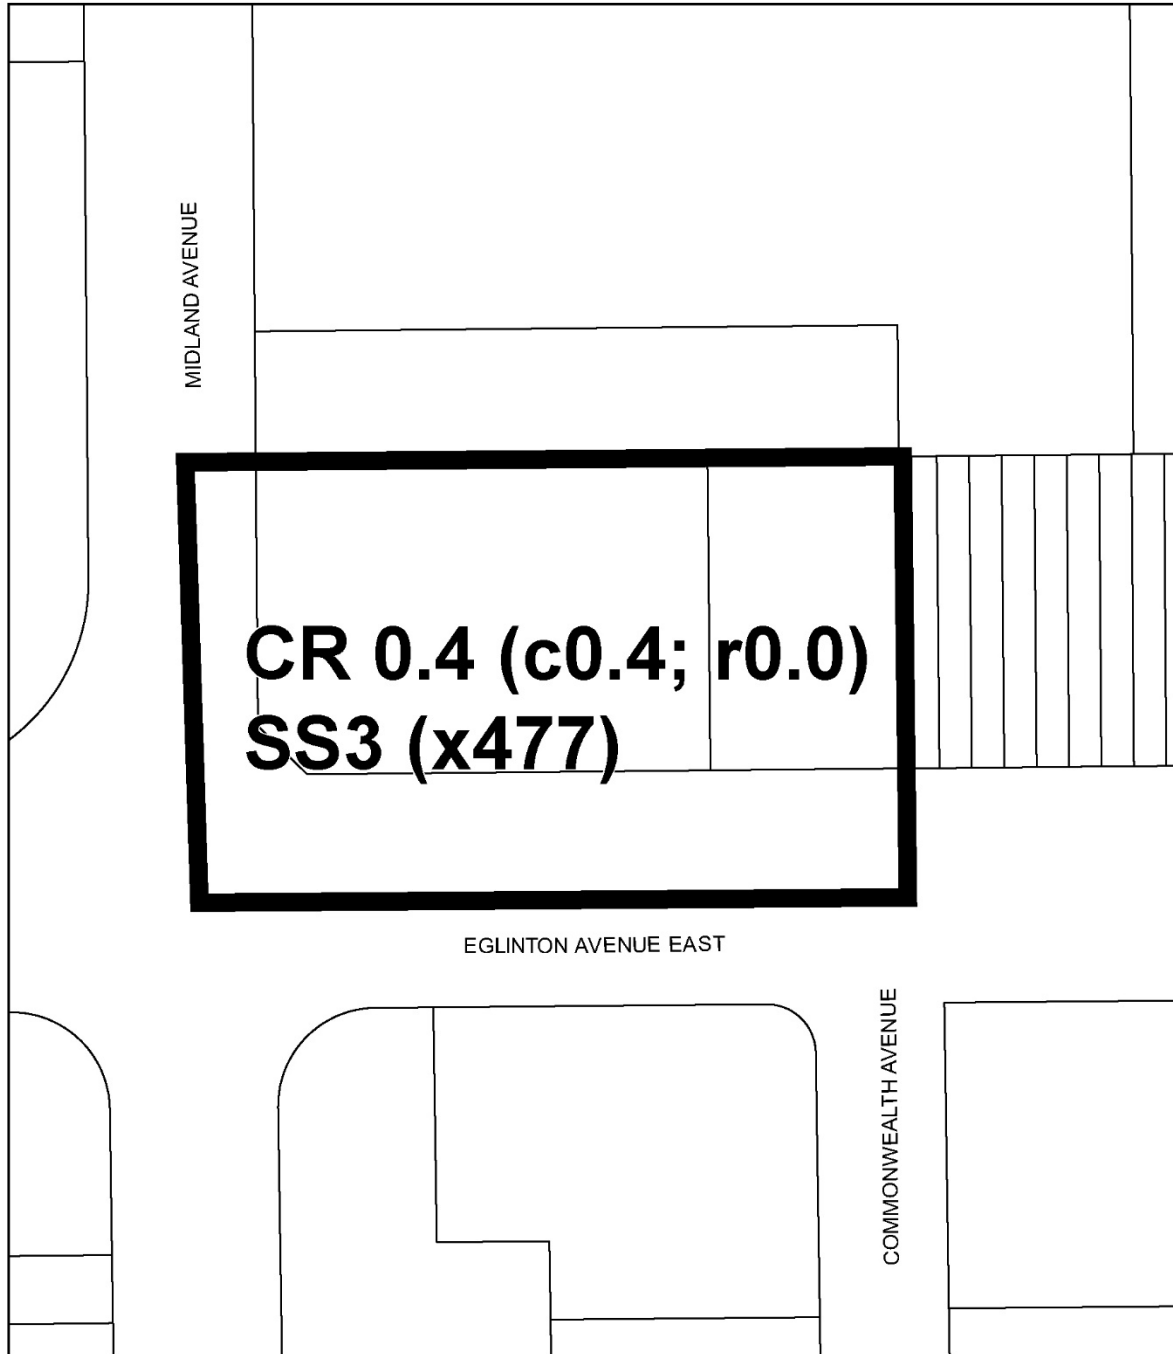 MIDLAND AVENUE
CR 0.4 (c0.4; r0.0)
SS3 (x477)
EGLINTON AVENUE EAST
COMMONWEALTH AVENUE